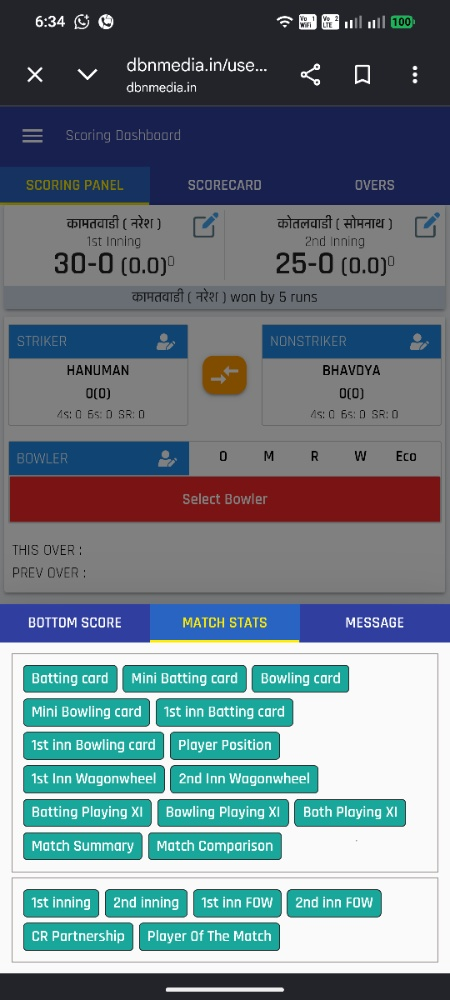 6:34 Vo 1 WiFi Vo 2 LTE 100
dbnmedia.in/use...
dbnmedia.in
Scoring Dashboard
SCORING PANEL SCORECARD OVERS
कामतवाडी ( नरेश ) कोतलवाडी ( सोमनाथ )
1st Inning 2nd Inning
30-0 (0.0)0 25-0 (0.0)0
कामतवाडी ( नरेश ) won by 5 runs
STRIKER NONSTRIKER
HANUMAN BHAVDYA
0(0) 0(0)
4s: 0 6s: 0 SR: 0 4s: 0 6s: 0 SR: 0
BOWLER O M R W Eco
Select Bowler
THIS OVER :
PREV OVER :
BOTTOM SCORE MATCH STATS MESSAGE
Batting card Mini Batting card Bowling card
Mini Bowling card 1st inn Batting card
1st inn Bowling card Player Position
1st Inn Wagonwheel 2nd Inn Wagonwheel
Batting Playing XI Bowling Playing XI Both Playing XI
Match Summary Match Comparison
1st inning 2nd inning 1st inn FOW 2nd inn FOW
CR Partnership Player Of The Match